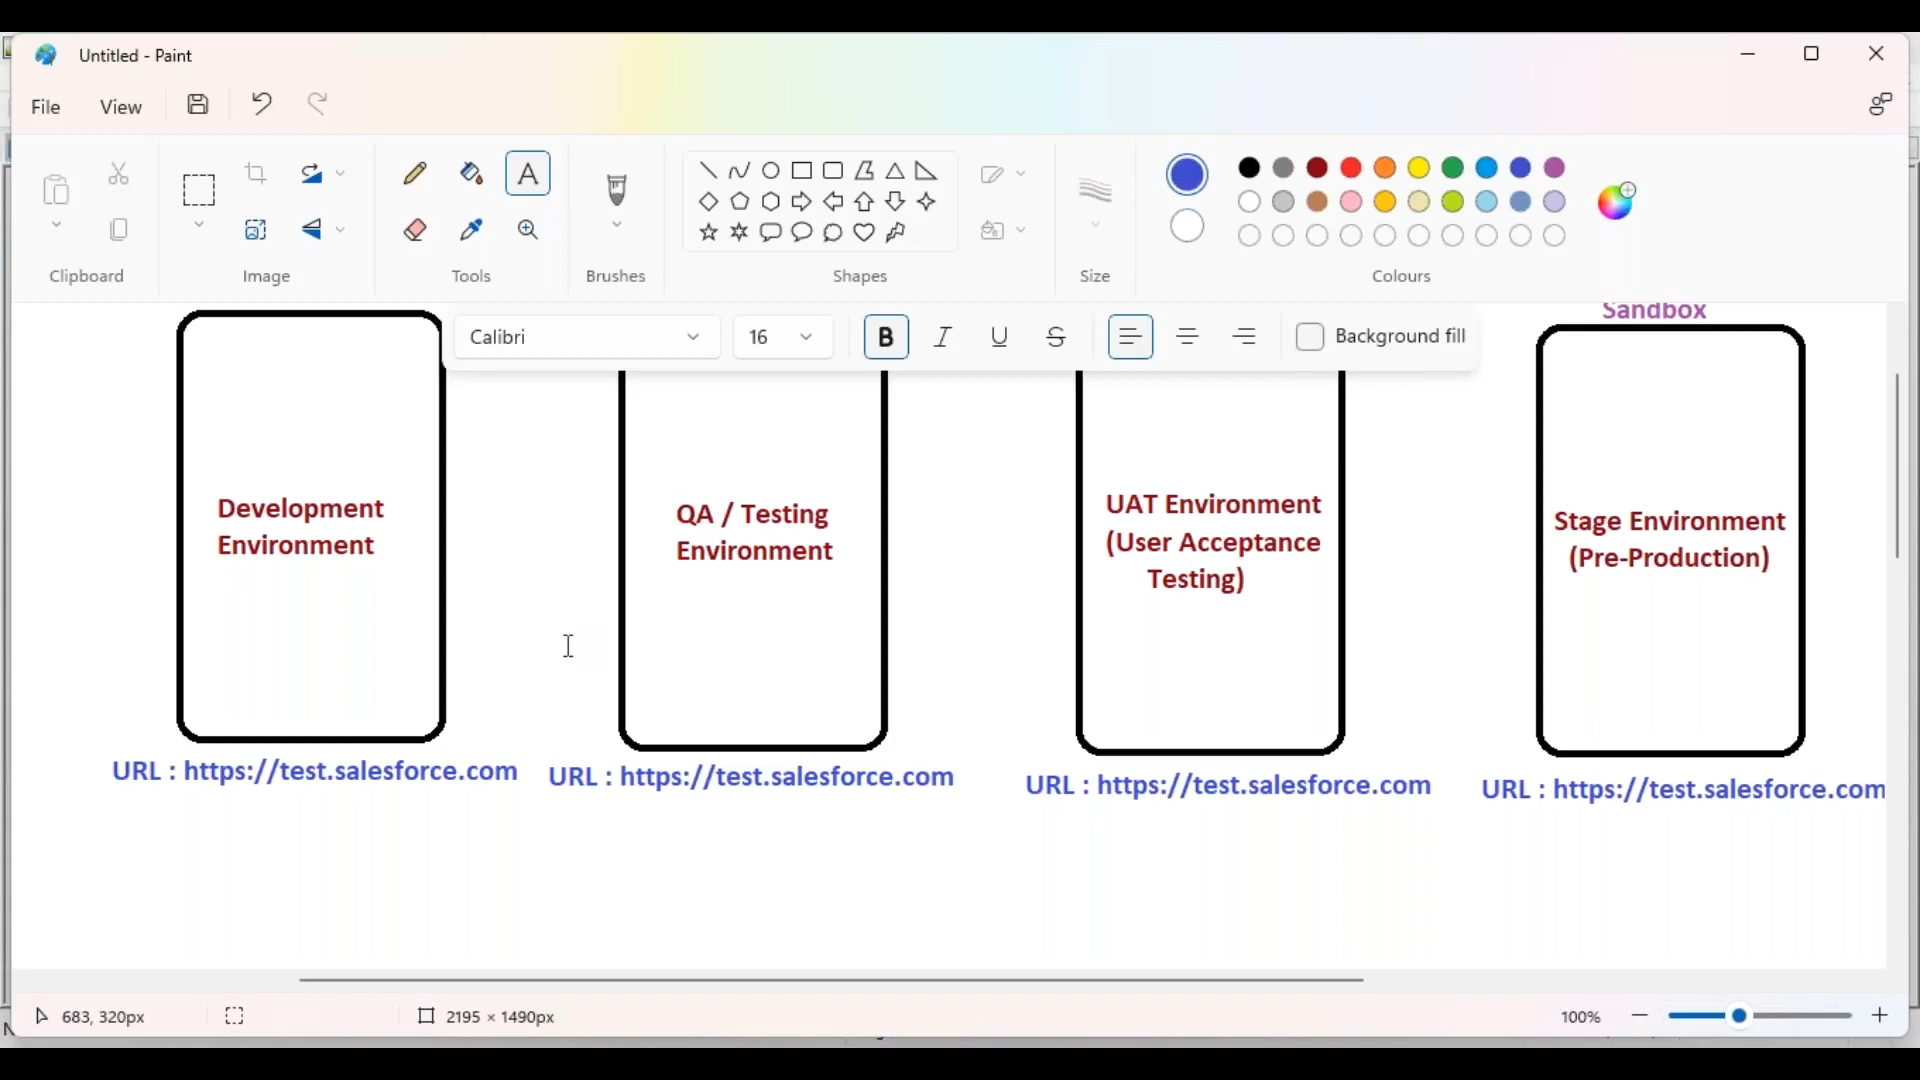 Untitled - Paint
File View
Clipboard
Image
Tools
Brushes
Shapes
Size
Colours
Calibri
16
B
Background fill
Sandbox
Development
Environment
QA / Testing
Environment
UAT Environment
(User Acceptance
Testing)
Stage Environment
(Pre-Production)
URL : https://test.salesforce.com
URL : https://test.salesforce.com
URL : https://test.salesforce.com
URL : https://test.salesforce.com
683, 320px
2195 × 1490px
100%